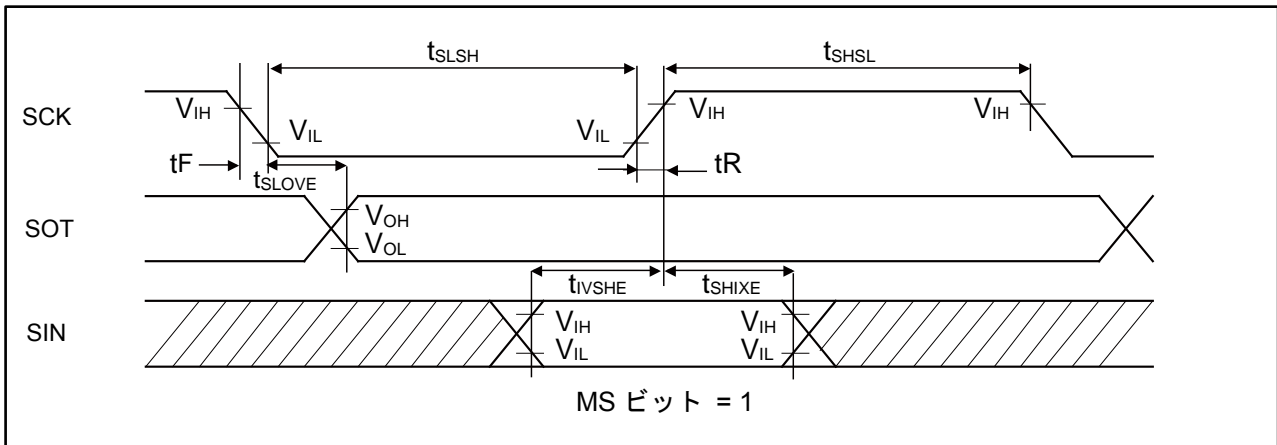 tSLSH tSHSL
SCK VIH VIL VIL VIH VIH
tF tSLOVE tR
SOT VOH
VOL
tIVSHE tSHIXE
SIN VIH VIH
VIL VIL
MS ビット = 1